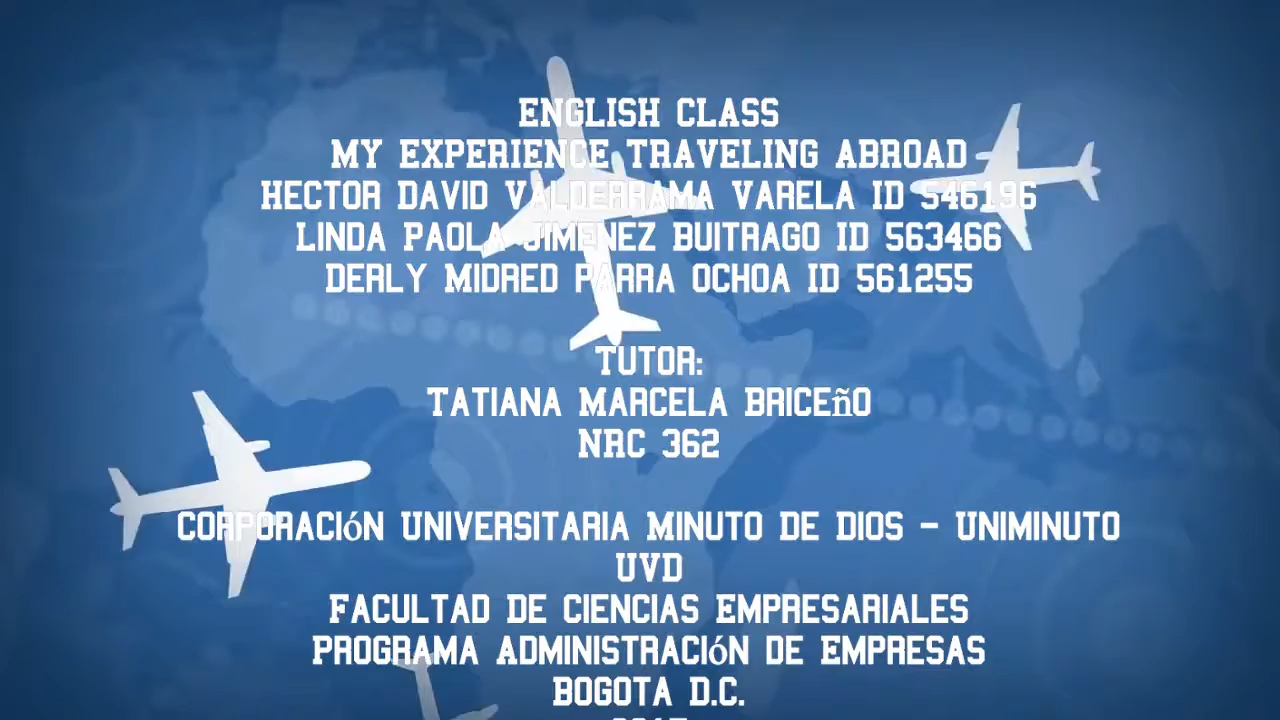 ENGLISH CLASS
MY EXPERIENCE TRAVELING ABROAD
HECTOR DAVID VALDERRAMA VARELA ID 546196
LINDA PAOLA JIMENEZ BUITRAGO ID 563466
DERLY MIDRED PARRA OCHOA ID 561255
TUTOR:
TATIANA MARCELA BRICEñO
NRC 362
CORPORACIóN UNIVERSITARIA MINUTO DE DIOS – UNIMINUTO
UVD
FACULTAD DE CIENCIAS EMPRESARIALES
PROGRAMA ADMINISTRACIóN DE EMPRESAS
BOGOTA D.C.